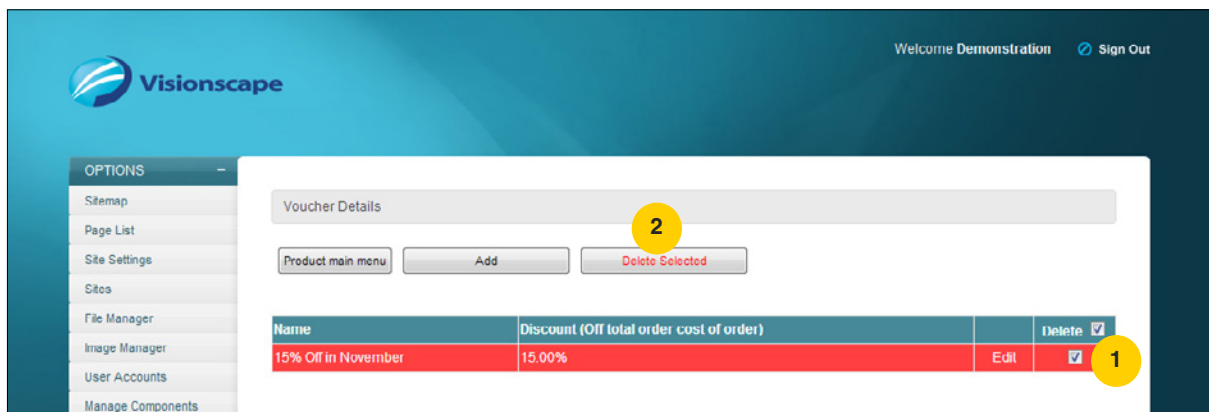 Welcome Demonstration Sign Out
Visionscape
OPTIONS –
Sitemap
Page List
Site Settings
Sites
File Manager
Image Manager
User Accounts
Manage Components
Voucher Details
2
Product main menu Add Delete Selected
Name Discount (Off total order cost of order) Delete
15% Off in November 15.00% Edit
1